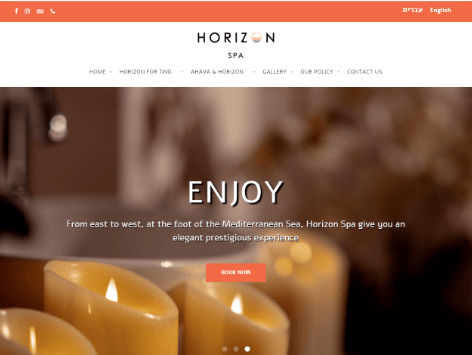 עברית English
HORIZON
SPA
HOME HORIZON FOR TWO AHAVA & HORIZON GALLERY OUR POLICY CONTACT US
ENJOY
From east to west, at the foot of the Mediterranean Sea, Horizon Spa give you an
elegant prestigious experience
BOOK NOW